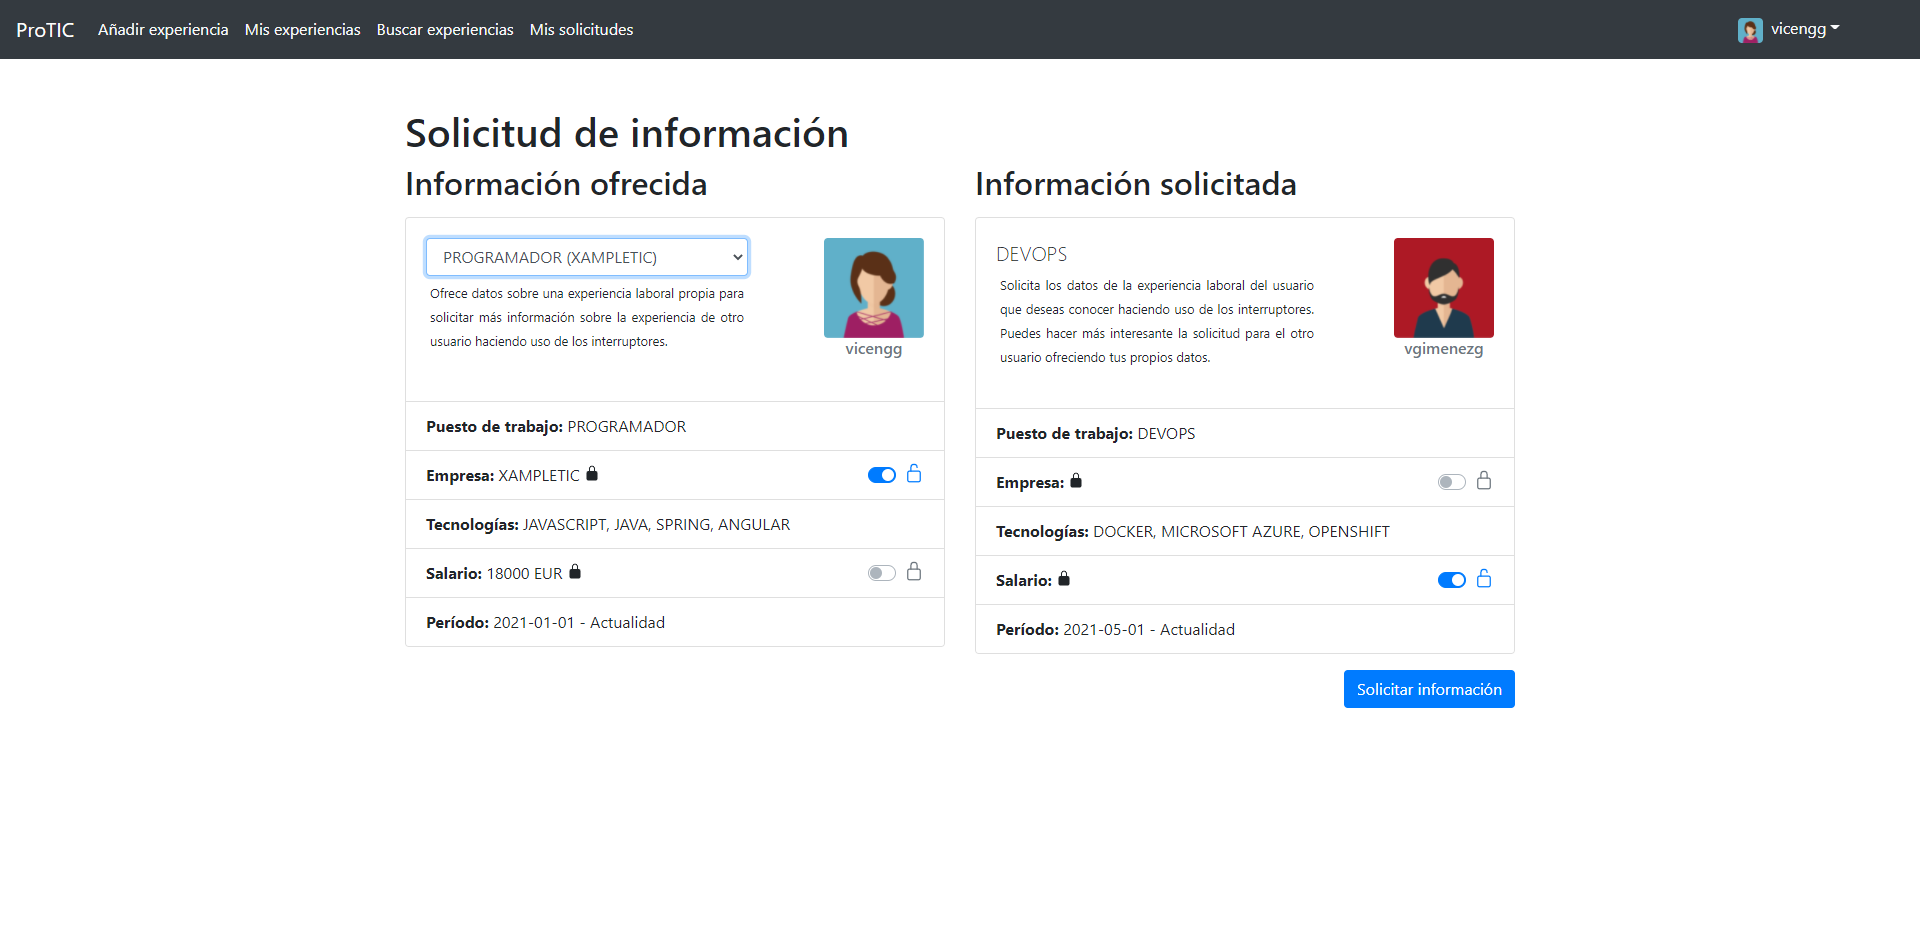 ProTIC Añadir experiencia Mis experiencias Buscar experiencias Mis solicitudes vicengg
Solicitud de información
Información ofrecida
PROGRAMADOR (XAMPLETIC)
Ofrece datos sobre una experiencia laboral propia para
solicitar más información sobre la experiencia de otro
usuario haciendo uso de los interruptores.
vicengg
Puesto de trabajo: PROGRAMADOR
Empresa: XAMPLETIC
Tecnologías: JAVASCRIPT, JAVA, SPRING, ANGULAR
Salario: 18000 EUR
Período: 2021-01-01 - Actualidad
Información solicitada
DEVOPS
Solicita los datos de la experiencia laboral del usuario
que deseas conocer haciendo uso de los interruptores.
Puedes hacer más interesante la solicitud para el otro
usuario ofreciendo tus propios datos.
vgimenezg
Puesto de trabajo: DEVOPS
Empresa:
Tecnologías: DOCKER, MICROSOFT AZURE, OPENSHIFT
Salario:
Período: 2021-05-01 - Actualidad
Solicitar información